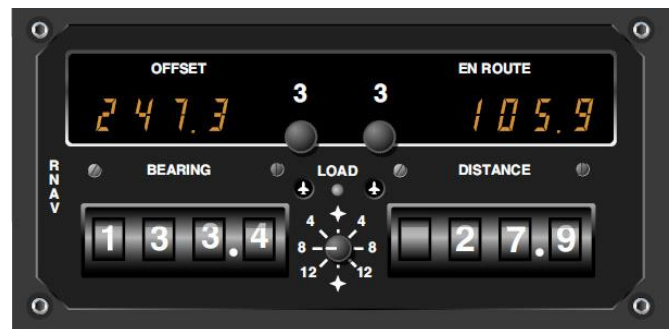 OFFSET EN ROUTE
247.3 3 3 105.9
RNAV
BEARING LOAD DISTANCE
133.4 27.9
4 4
8 8
12 12